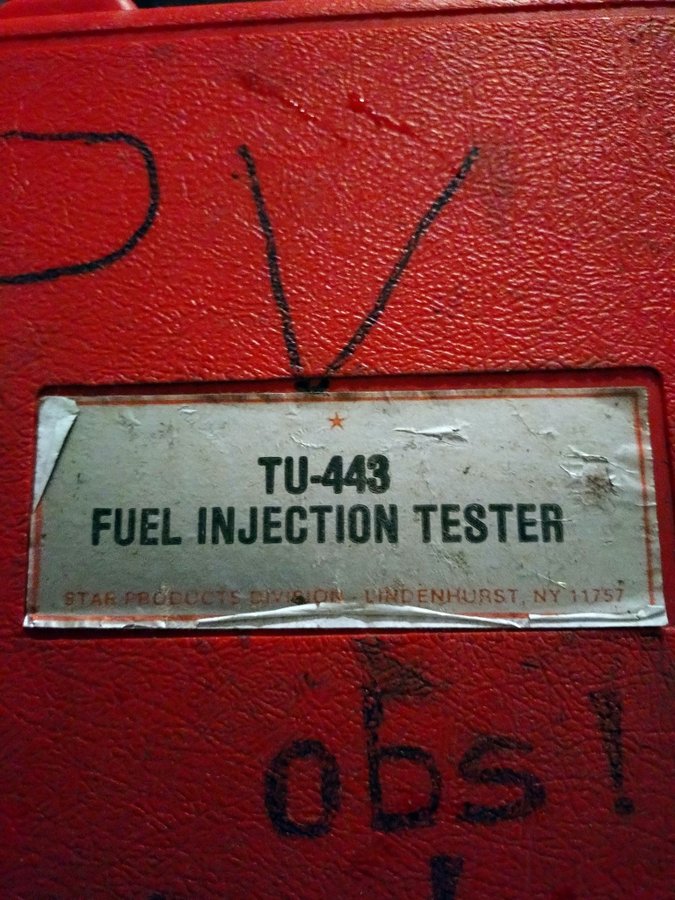 V
TU-443
FUEL INJECTION TESTER
STAR PRODUCTS DIVISION - LINDENHURST, NY 11757
obs!